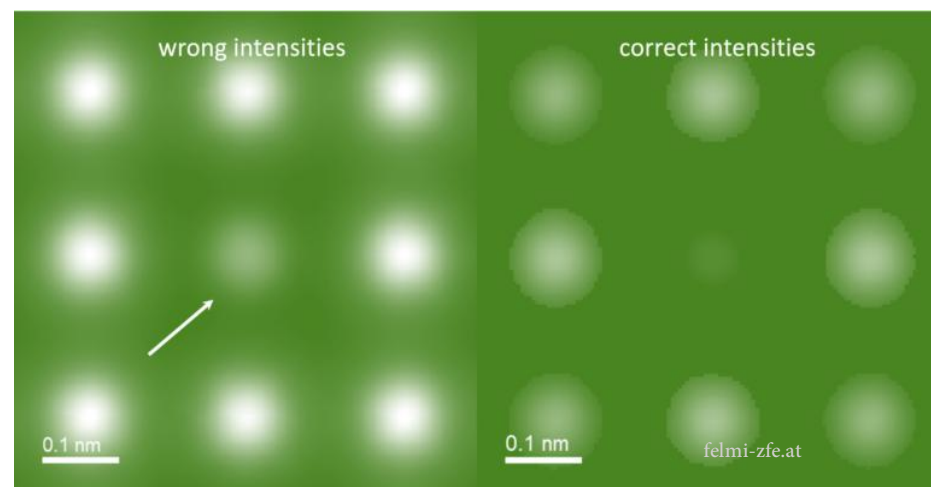 wrong intensities
correct intensities
0.1 nm
0.1 nm
felmi-zfe.at